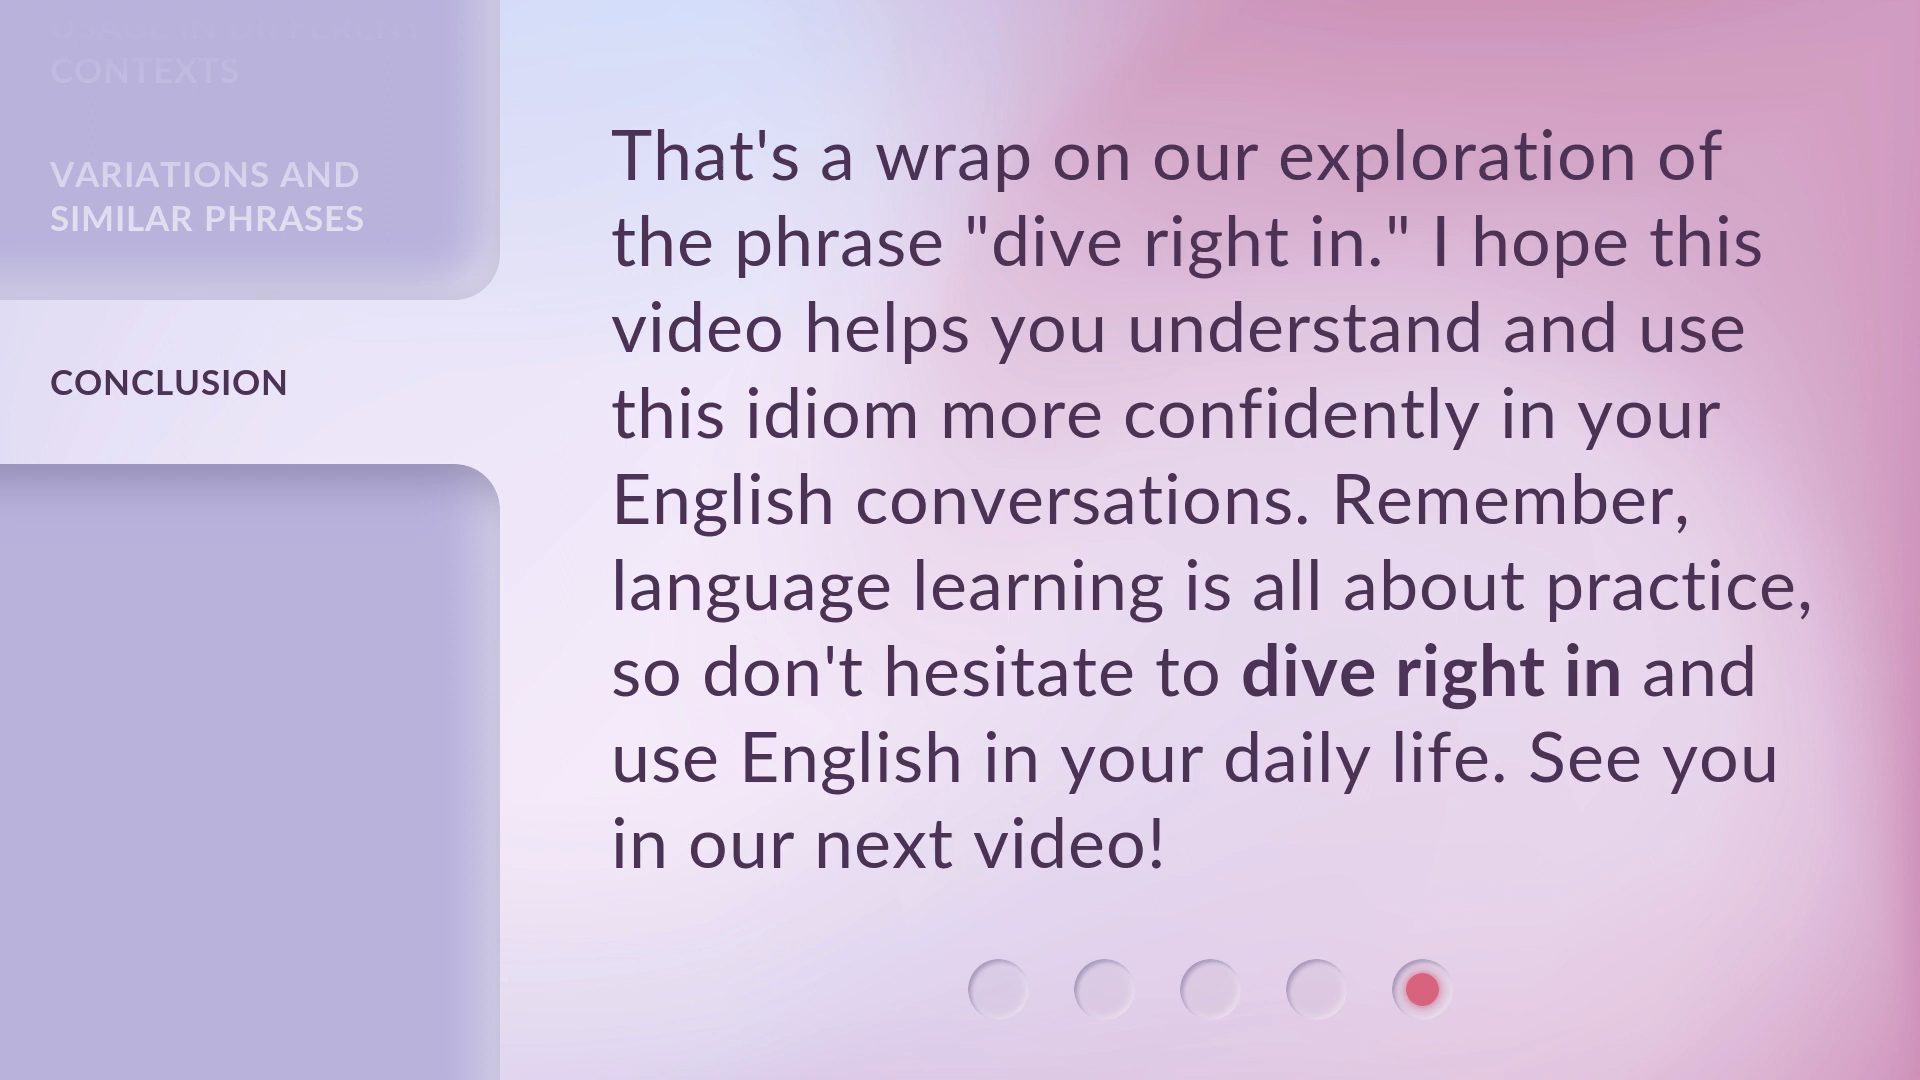 CONTEXTS
VARIATIONS AND
SIMILAR PHRASES
CONCLUSION
That's a wrap on our exploration of
the phrase "dive right in." I hope this
video helps you understand and use
this idiom more confidently in your
English conversations. Remember,
language learning is all about practice,
so don't hesitate to dive right in and
use English in your daily life. See you
in our next video!